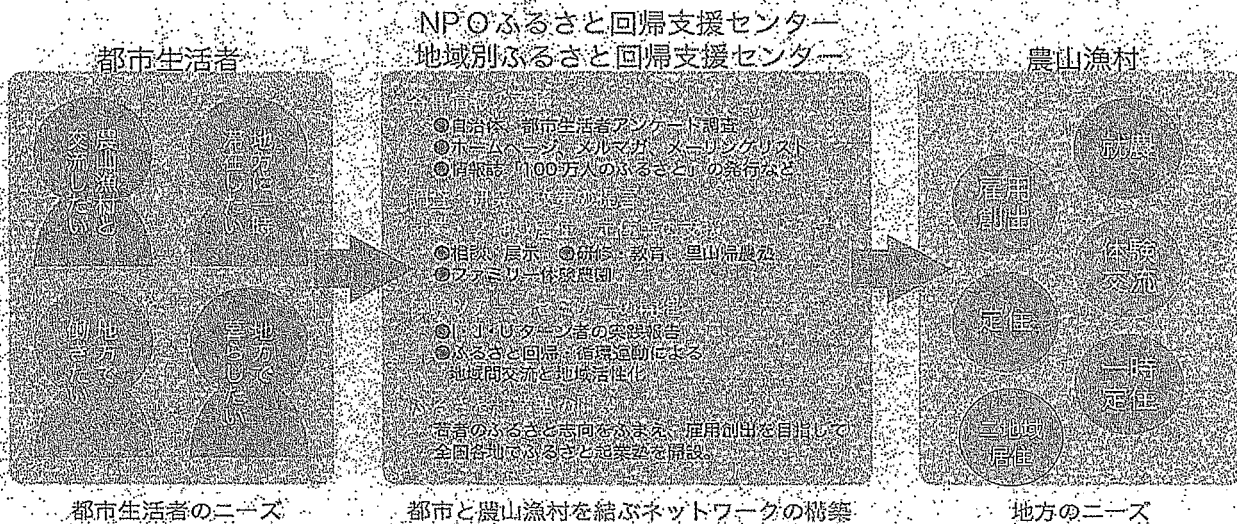 NPOふるさと回帰支援センター
地域別ふるさと回帰支援センター
都市生活者
農山漁村
農山漁村と
交流したい
地方に一時
滞在したい
地方で
働きたい
地方で
暮らしたい
◎自治体、都市生活者アンケート調査
◎ホームページ、メルマガ、メーリングリスト
◎情報誌『100万人のふるさと』の発行など
◎相談、展示 ◎研修・教育、里山帰農塾
◎ファミリー体験農園
◎I・J・Uターン者の実践報告
◎ふるさと回帰・循環運動による
地域間交流と地域活性化
若者のふるさと志向をふまえ、雇用創出を目指して
全国各地でふるさと起業塾を開設。
就農
雇用
創出
体験
交流
定住
一時
定住
二地域
居住
都市生活者のニーズ
都市と農山漁村を結ぶネットワークの構築
地方のニーズ